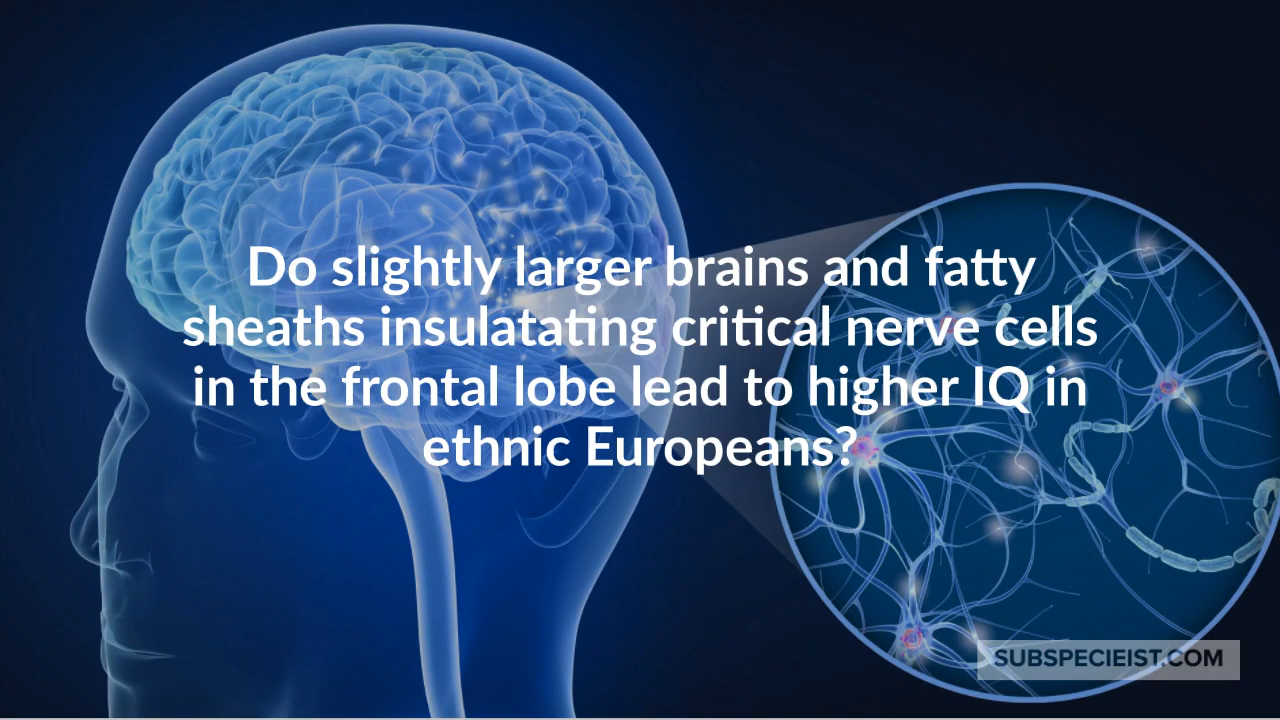 Do slightly larger brains and fatty
sheaths insulatating critical nerve cells
in the frontal lobe lead to higher IQ in
ethnic Europeans?
SUBSPECIEIST.COM